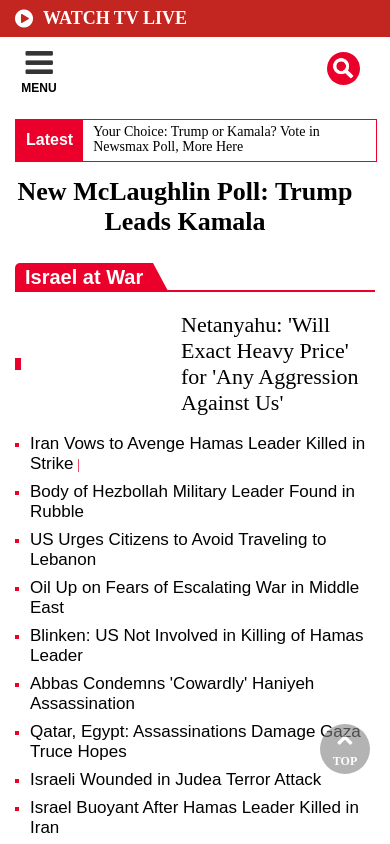 WATCH TV LIVE
MENU
Latest
Your Choice: Trump or Kamala? Vote in
Newsmax Poll, More Here
New McLaughlin Poll: Trump
Leads Kamala
Israel at War
Netanyahu: 'Will
Exact Heavy Price'
for 'Any Aggression
Against Us'
Iran Vows to Avenge Hamas Leader Killed in
Strike |
Body of Hezbollah Military Leader Found in
Rubble
US Urges Citizens to Avoid Traveling to
Lebanon
Oil Up on Fears of Escalating War in Middle
East
Blinken: US Not Involved in Killing of Hamas
Leader
Abbas Condemns 'Cowardly' Haniyeh
Assassination
Qatar, Egypt: Assassinations Damage Gaza
Truce Hopes
TOP
Israeli Wounded in Judea Terror Attack
Israel Buoyant After Hamas Leader Killed in
Iran